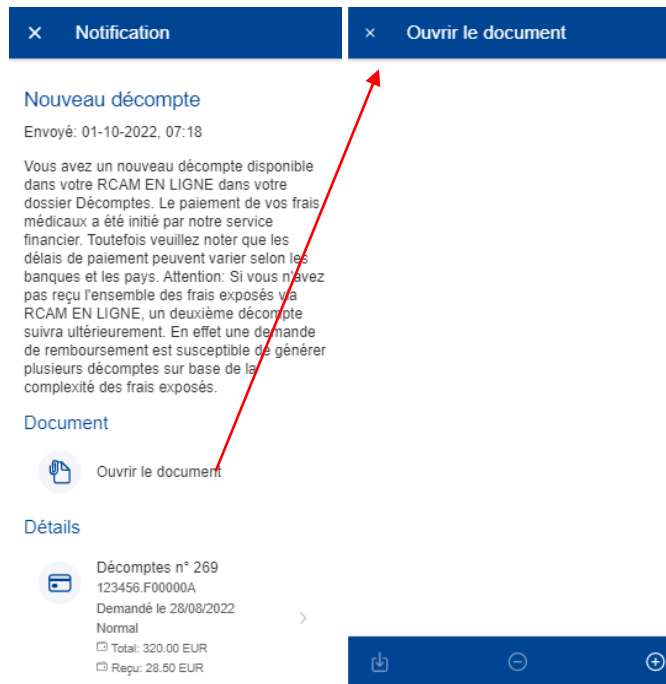 Notification
Nouveau décompte
Envoyé: 01-10-2022, 07:18
Vous avez un nouveau décompte disponible
dans votre RCAM EN LIGNE dans votre
dossier Décomptes. Le paiement de vos frais
médicaux a été initié par notre service
financier. Toutefois veuillez noter que les
délais de paiement peuvent varier selon les
banques et les pays. Attention: Si vous n'avez
pas reçu l'ensemble des frais exposés via
RCAM EN LIGNE, un deuxième décompte
suivra ultérieurement. En effet une demande
de remboursement est susceptible de générer
plusieurs décomptes sur base de la
complexité des frais exposés.
Document
Ouvrir le document
Détails
Décomptes n° 269
123456.F00000A
Demandé le 28/08/2022
Normal
Total: 320.00 EUR
Reçu: 28.50 EUR
Ouvrir le document